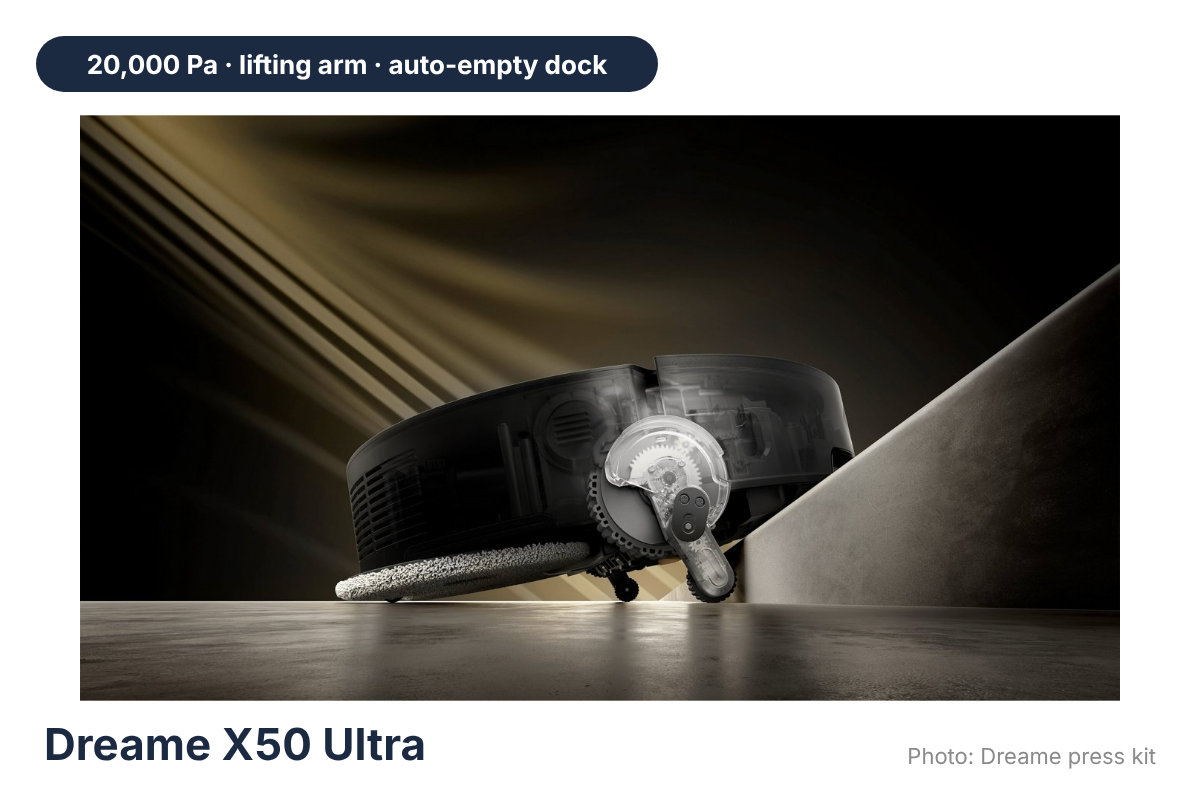 20,000 Pa · lifting arm · auto-empty dock
Dreame X50 Ultra
Photo: Dreame press kit